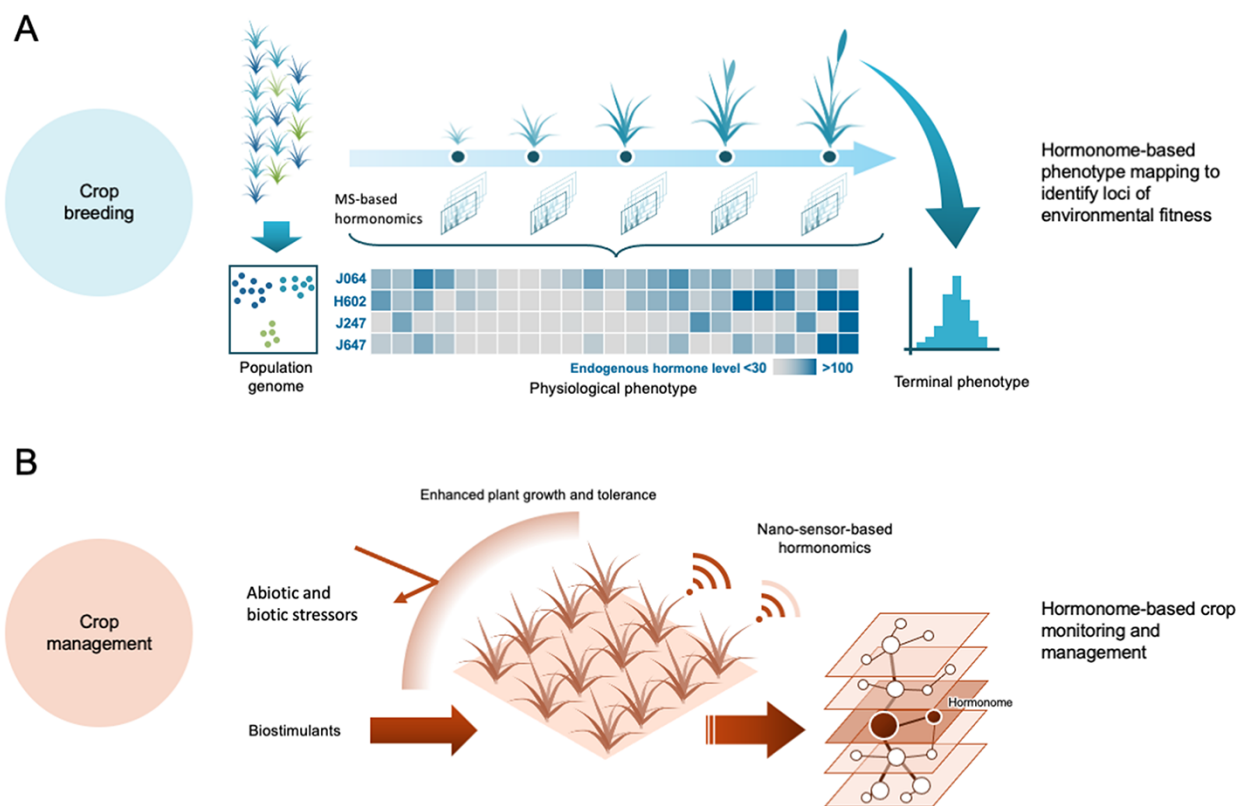 A
Crop
breeding
MS-based
hormonomics
Hormonome-based
phenotype mapping to
identify loci of
environmental fitness
J064
H602
J247
J647
Population
genome
Endogenous hormone level <30
>100
Physiological phenotype
Terminal phenotype
B
Crop
management
Enhanced plant growth and tolerance
Nano-sensor-based
hormonomics
Abiotic and
biotic stressors
Biostimulants
Hormonome
Hormonome-based crop
monitoring and
management